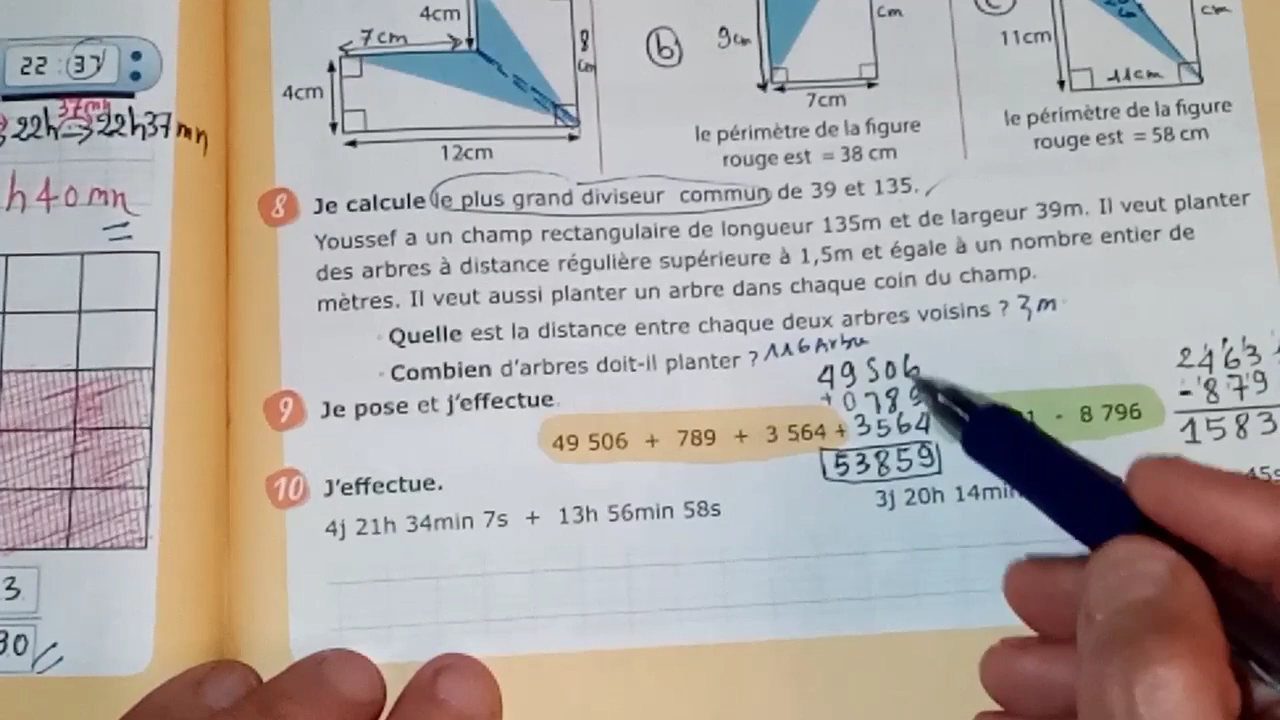 4cm
7cm
8 cm
4cm
12cm
b
9cm
cm
7cm
le périmètre de la figure
rouge est = 38 cm
c
11cm
cm
11cm
le périmètre de la figure
rouge est = 58 cm
22 : 37
37mn
22h → 22h37mn
h40mn
8 Je calcule le plus grand diviseur commun de 39 et 135.
Youssef a un champ rectangulaire de longueur 135m et de largeur 39m. Il veut planter
des arbres à distance régulière supérieure à 1,5m et égale à un nombre entier de
mètres. Il veut aussi planter un arbre dans chaque coin du champ.
· Quelle est la distance entre chaque deux arbres voisins ? 3m
· Combien d'arbres doit-il planter ? 116 Arbre
9 Je pose et j'effectue.
49 506 + 789 + 3 564
49506
+ 0789
+ 3564
53859
- 8 796
2463
- 879
1583
10 J'effectue.
4j 21h 34min 7s + 13h 56min 58s
3j 20h 14min
45s
3
30